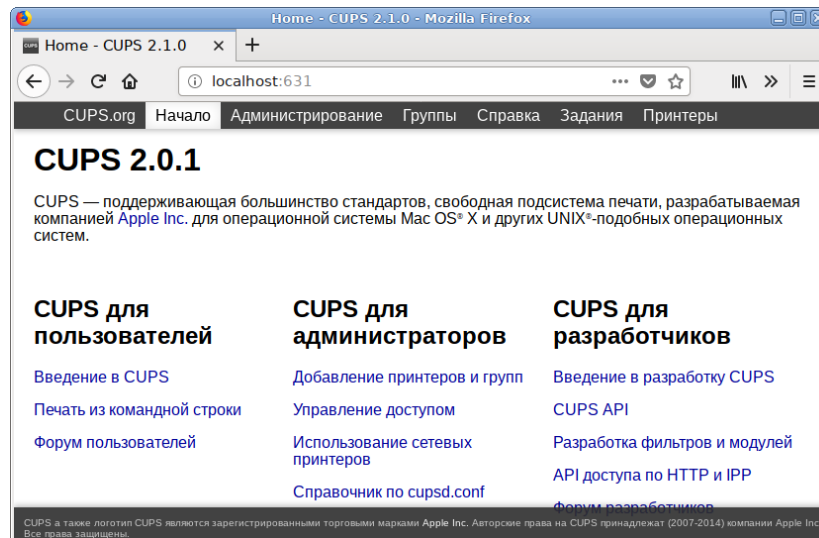 Home - CUPS 2.1.0 - Mozilla Firefox
CUPS Home - CUPS 2.1.0
localhost:631
CUPS.org Начало Администрирование Группы Справка Задания Принтеры
CUPS 2.0.1
CUPS — поддерживающая большинство стандартов, свободная подсистема печати, разрабатываемая
компанией Apple Inc. для операционной системы Mac OS® X и других UNIX®-подобных операционных
систем.
CUPS для
пользователей
Введение в CUPS
Печать из командной строки
Форум пользователей
CUPS для
администраторов
Добавление принтеров и групп
Управление доступом
Использование сетевых
принтеров
Справочник по cupsd.conf
CUPS для
разработчиков
Введение в разработку CUPS
CUPS API
Разработка фильтров и модулей
API доступа по HTTP и IPP
Форум разработчиков
CUPS а также логотип CUPS являются зарегистрированными торговыми марками Apple Inc. Авторские права на CUPS принадлежат (2007-2014) компании Apple Inc
Все права защищены.